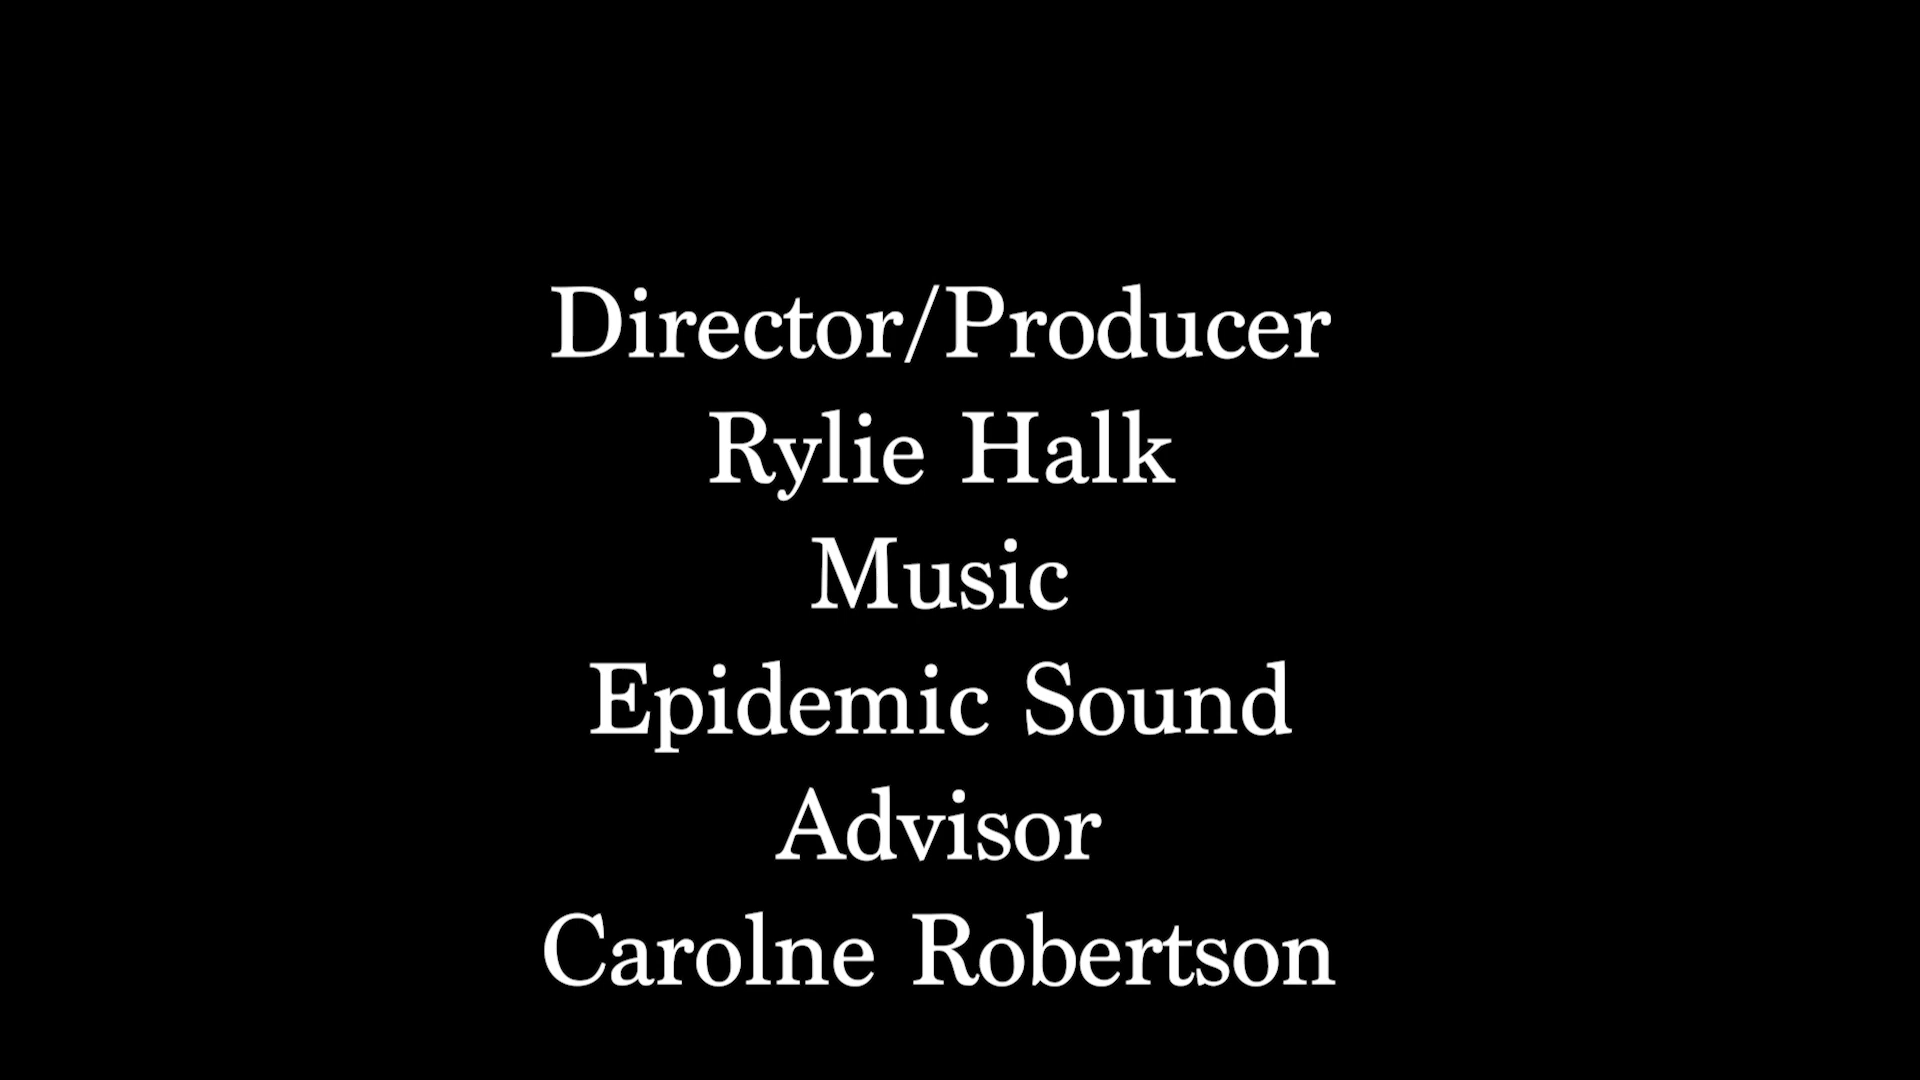 Director/Producer
Rylie Halk
Music
Epidemic Sound
Advisor
Carolne Robertson